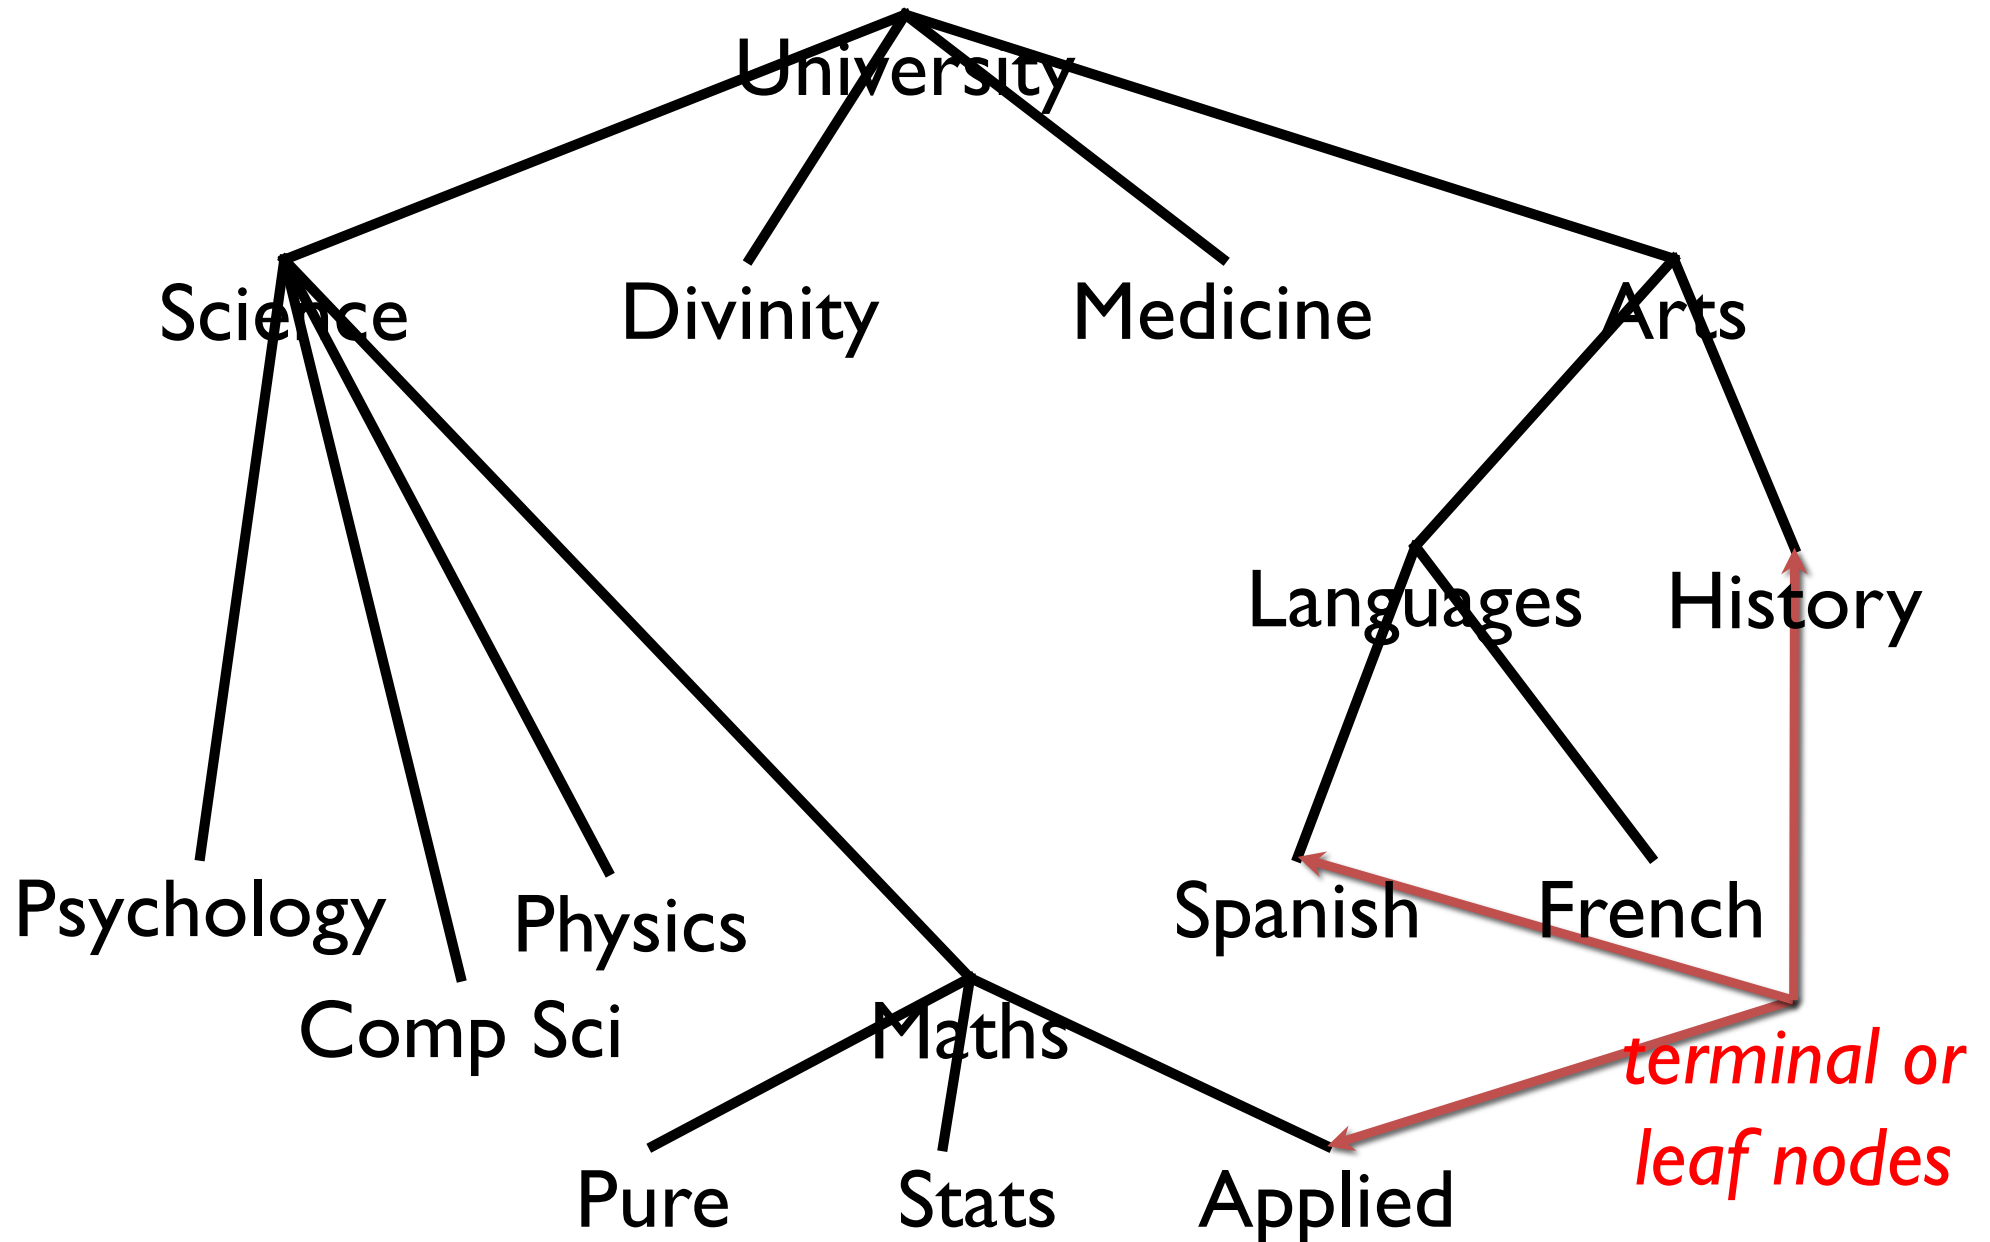 University
Science
Divinity
Medicine
Arts
Languages
History
Psychology
Physics
Spanish
French
Comp Sci
Maths
terminal or
leaf nodes
Pure
Stats
Applied